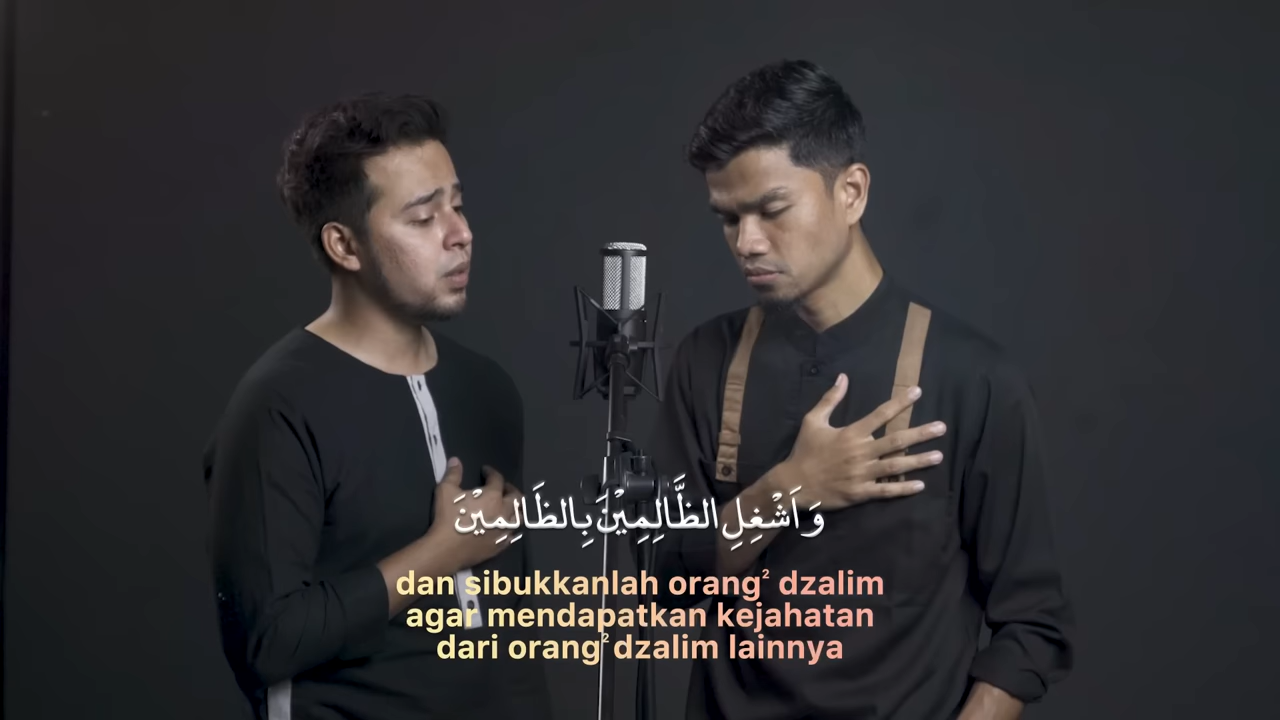 وَاَشْغِلِ الظَّالِمِيْنَ بِالظَالِمِيْنَ
dan sibukkanlah orang² dzalim
agar mendapatkan kejahatan
dari orang² dzalim lainnya